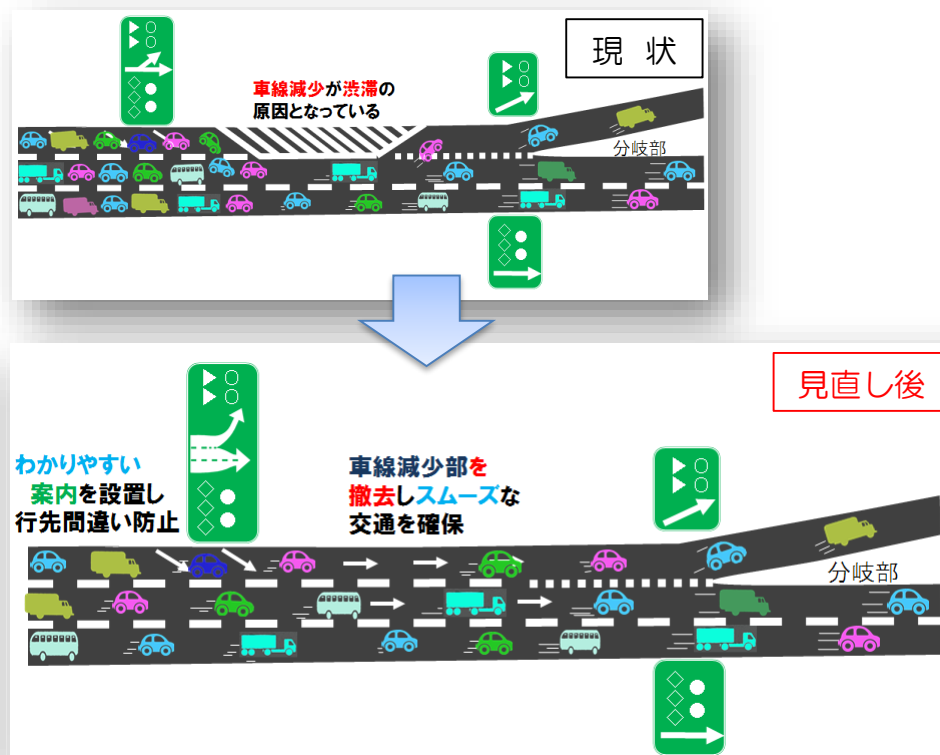 現 状
車線減少が渋滞の
原因となっている
分岐部
見直し後
わかりやすい
案内を設置し
行先間違い防止
車線減少部を
撤去しスムーズな
交通を確保
分岐部